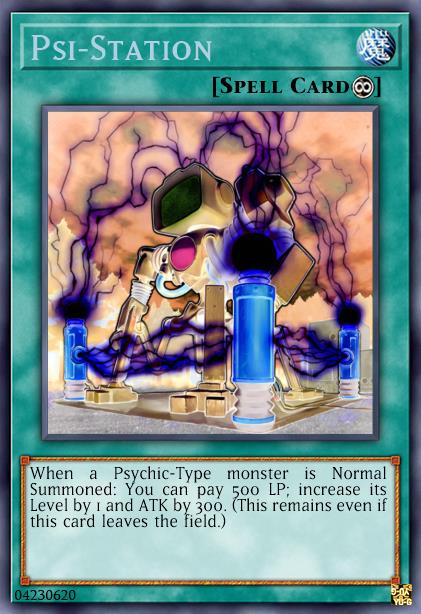 Psi-Station
魔
[Spell Card]
When a Psychic-Type monster is Normal
Summoned: You can pay 500 LP; increase its
Level by 1 and ATK by 300. (This remains even if
this card leaves the field.)
04230620